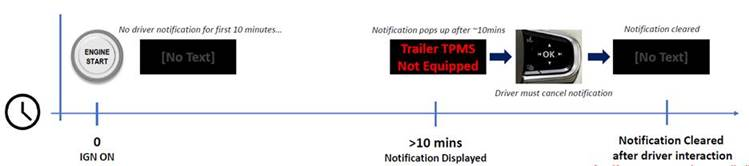 No driver notification for first 10 minutes...
ENGINE
START
[No Text]
Notification pops up after ~10mins
Trailer TPMS
Not Equipped
OK
Driver must cancel notification
Notification cleared
[No Text]
0
IGN ON
>10 mins
Notification Displayed
Notification Cleared
after driver interaction